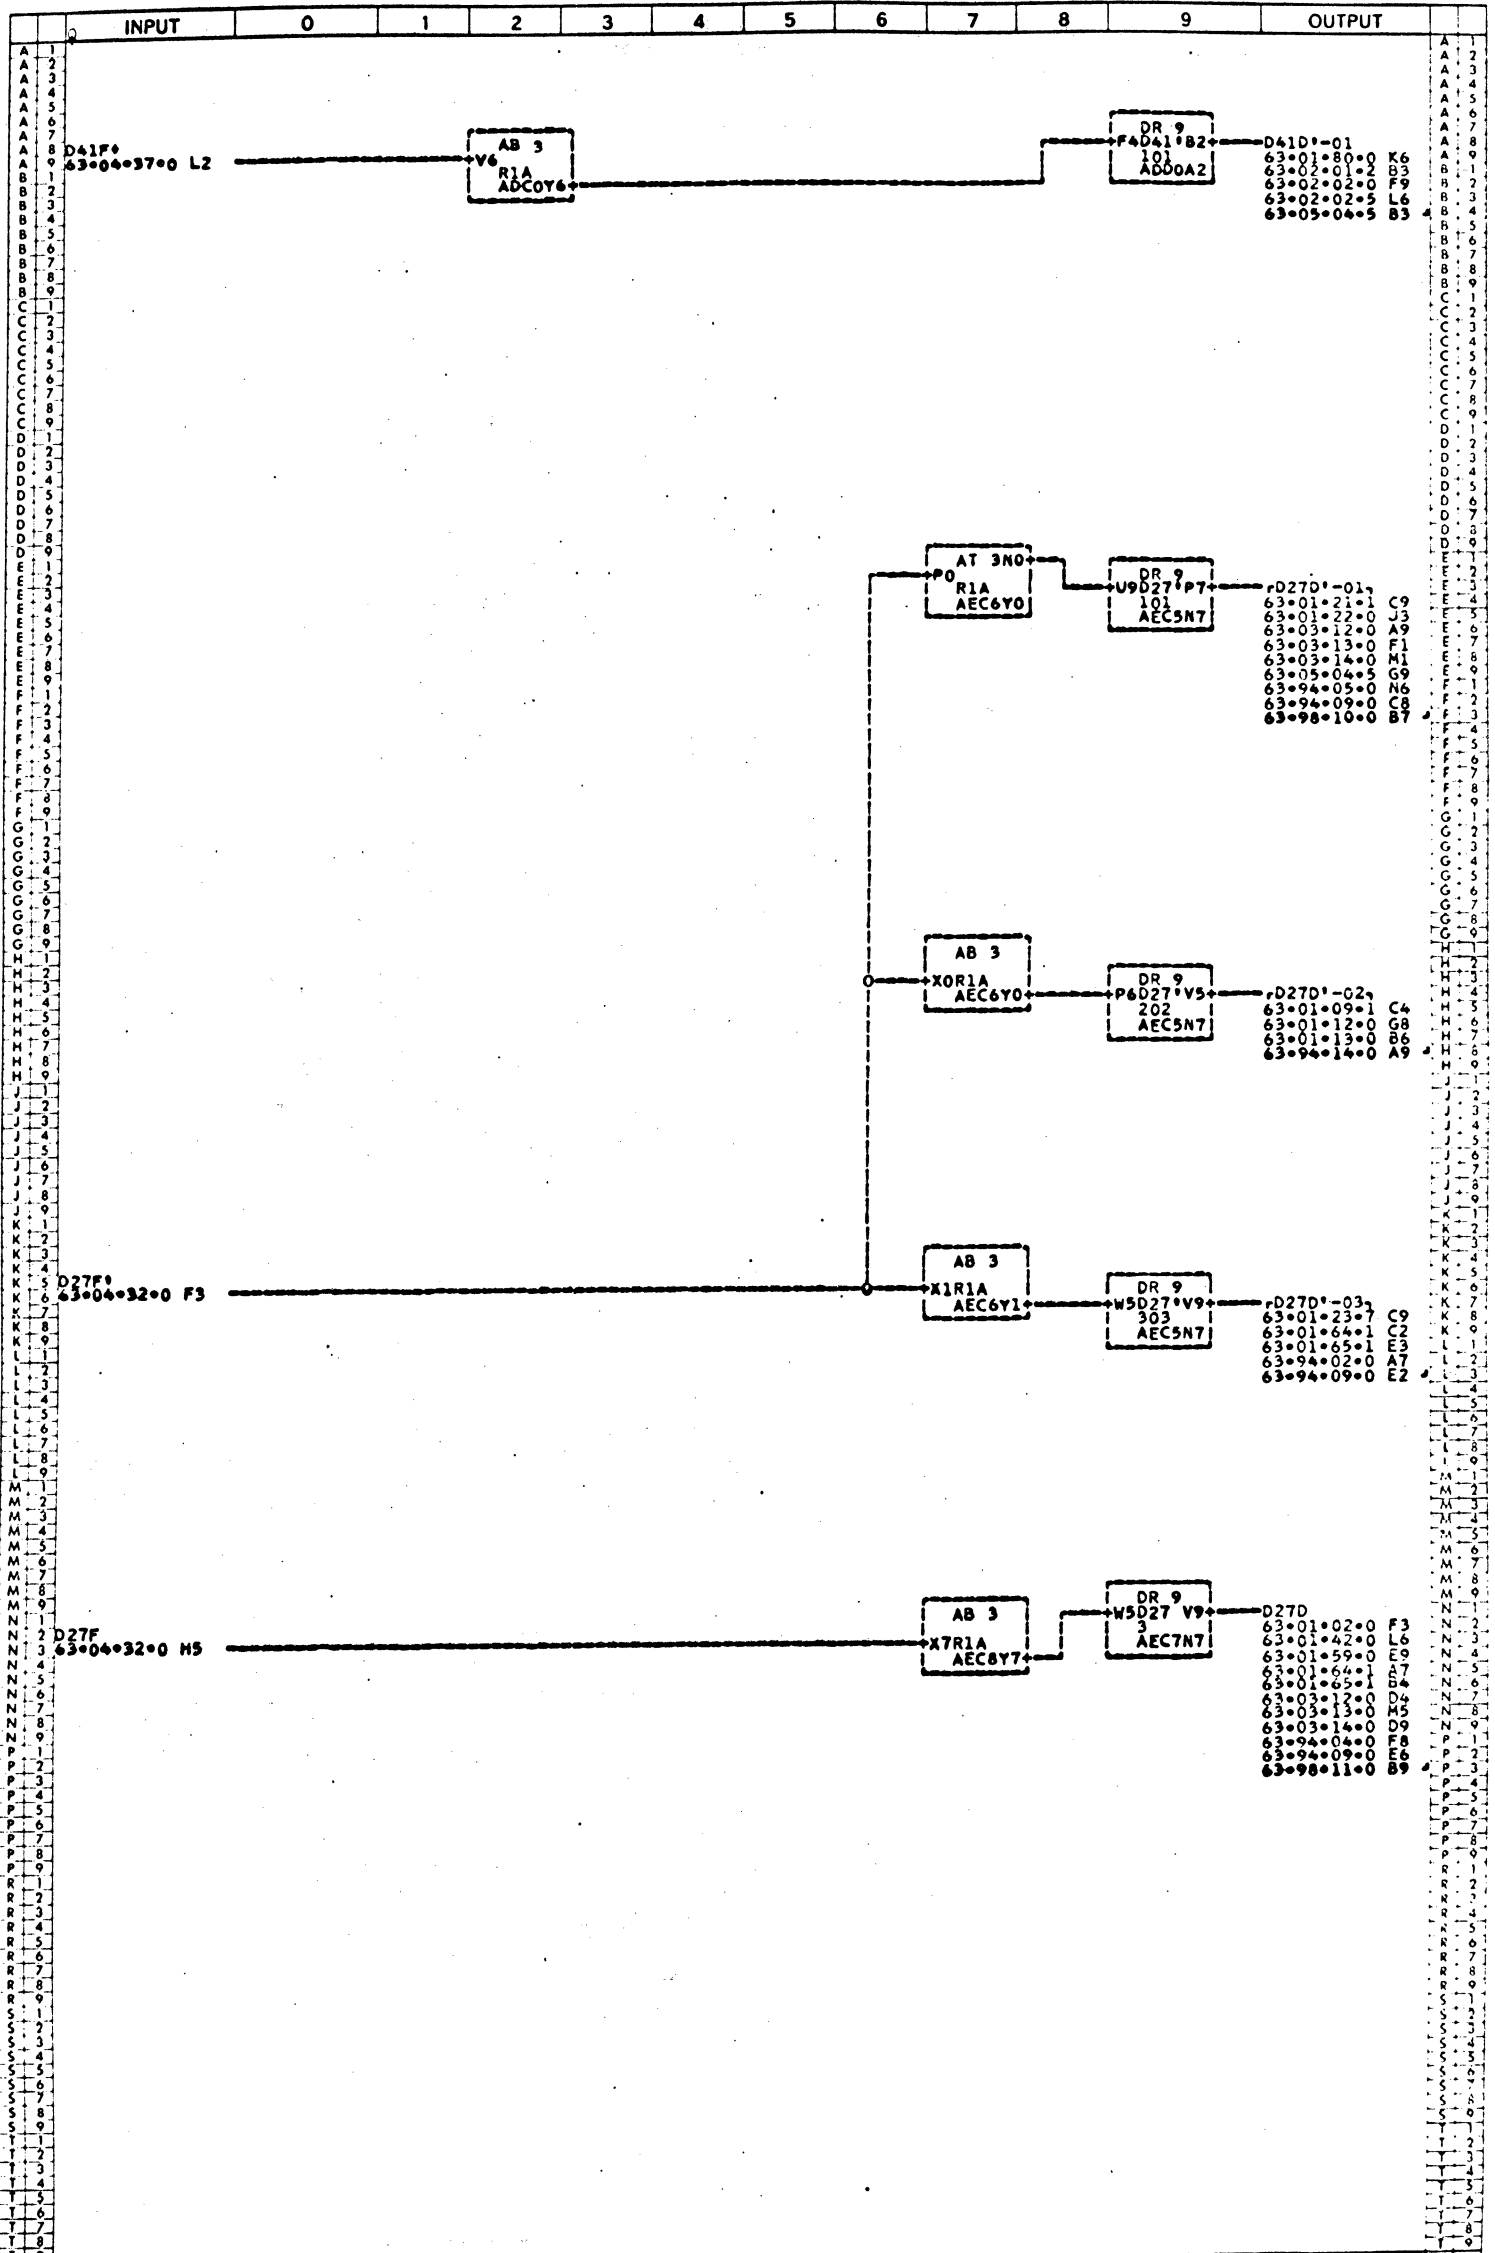 INPUT 0 1 2 3 4 5 6 7 8 9 OUTPUT
D41F'
63•04•37•0 L2
AB 3
V6
R1A
ADC0Y6
DR 9
F4D41'B2
101
ADD0A2
D41D'-01
63•01•80•0 K6
63•02•01•2 B3
63•02•02•0 F9
63•02•02•5 L6
63•05•04•5 B3
AT 3N0
P0
R1A
AEC6Y0
DR 9
U9D27'P7
101
AEC5N7
D27D'-01
63•01•21•1 C9
63•01•22•0 J3
63•03•12•0 A9
63•03•13•0 F1
63•03•14•0 M1
63•05•04•5 G9
63•94•05•0 N6
63•94•09•0 C8
63•98•10•0 B7
AB 3
X0R1A
AEC6Y0
DR 9
P6D27'V5
202
AEC5N7
D27D'-02
63•01•09•1 C4
63•01•12•0 G8
63•01•13•0 B6
63•94•14•0 A9
D27F'
63•04•32•0 F3
AB 3
X1R1A
AEC6Y1
DR 9
W5D27'V9
303
AEC5N7
D27D'-03
63•01•23•7 C9
63•01•64•1 C2
63•01•65•1 E3
63•94•02•0 A7
63•94•09•0 E2
D27F
63•04•32•0 M5
AB 3
X7R1A
AEC8Y7
DR 9
W5D27 V9
3
AEC7N7
D27D
63•01•02•0 F3
63•01•42•0 L6
63•01•59•0 E9
63•01•64•1 A7
63•01•65•1 B4
63•03•12•0 D4
63•03•13•0 M5
63•03•14•0 D9
63•94•04•0 F8
63•94•09•0 E6
63•98•11•0 B9